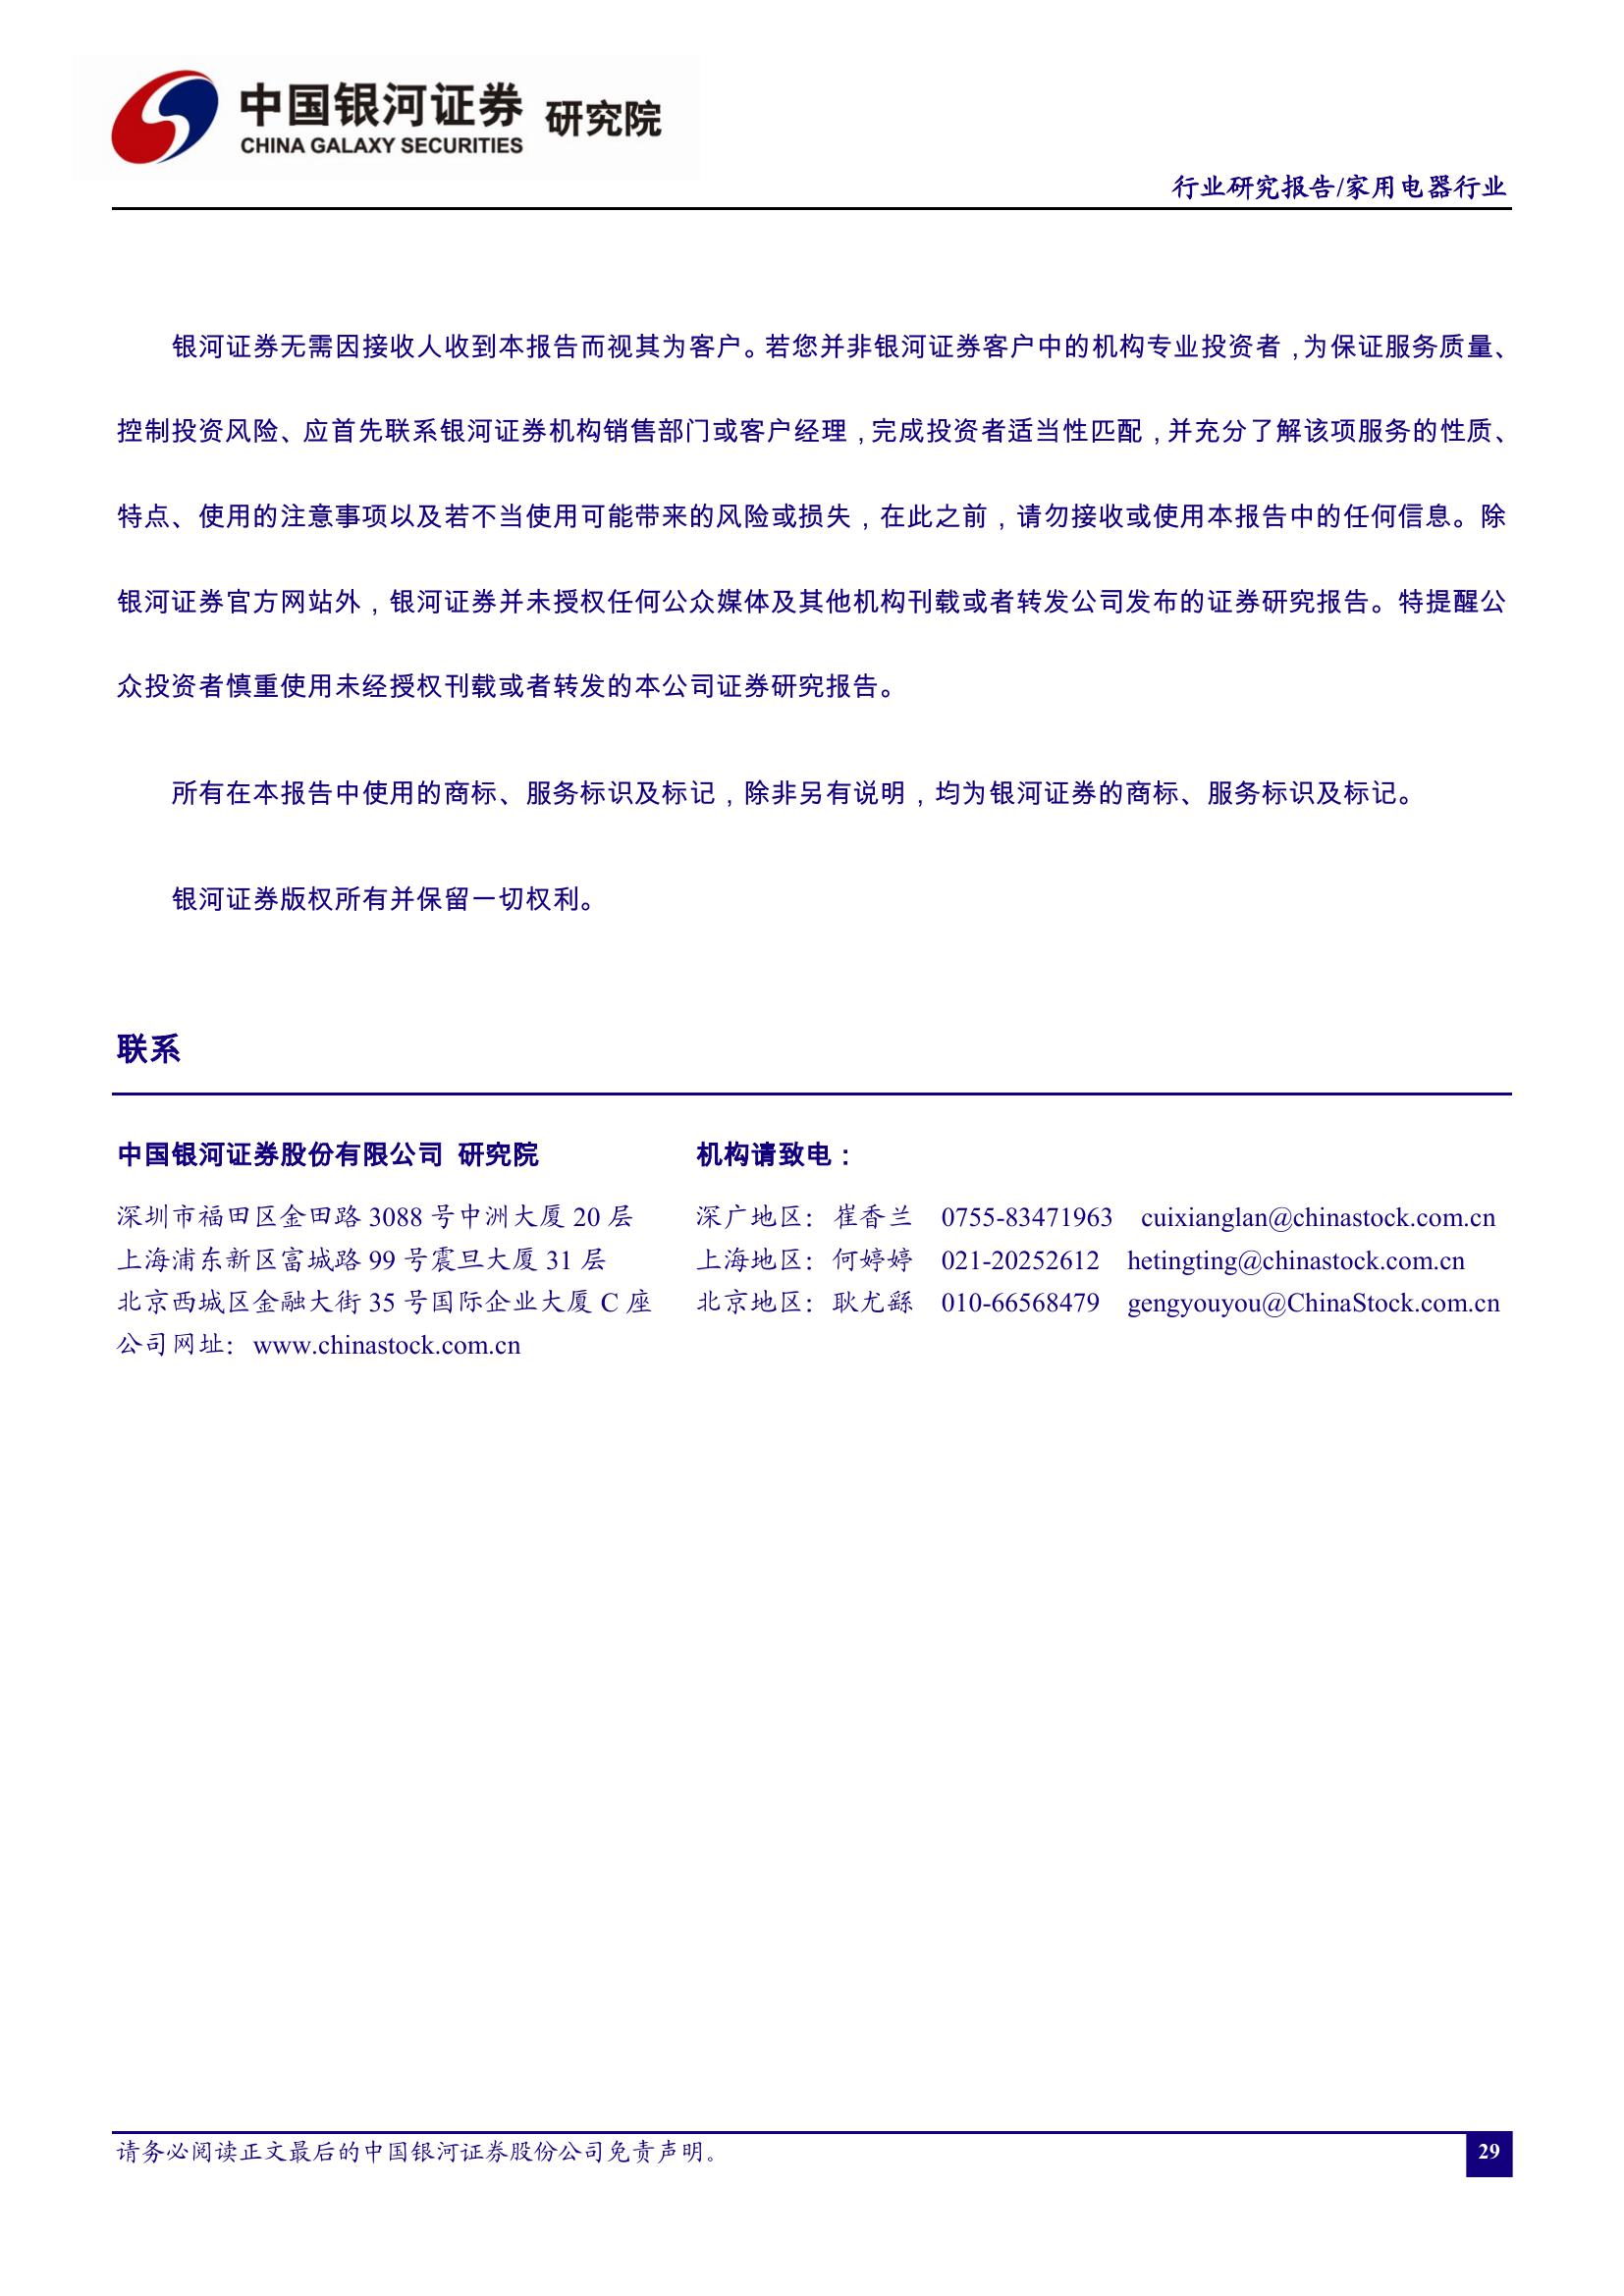 中国银河证券 研究院
CHINA GALAXY SECURITIES
行业研究报告/家用电器行业
银河证券无需因接收人收到本报告而视其为客户。若您并非银河证券客户中的机构专业投资者，为保证服务质量、
控制投资风险、应首先联系银河证券机构销售部门或客户经理，完成投资者适当性匹配，并充分了解该项服务的性质、
特点、使用的注意事项以及若不当使用可能带来的风险或损失，在此之前，请勿接收或使用本报告中的任何信息。除
银河证券官方网站外，银河证券并未授权任何公众媒体及其他机构刊载或者转发公司发布的证券研究报告。特提醒公
众投资者慎重使用未经授权刊载或者转发的本公司证券研究报告。
所有在本报告中使用的商标、服务标识及标记，除非另有说明，均为银河证券的商标、服务标识及标记。
银河证券版权所有并保留一切权利。
联系
中国银河证券股份有限公司 研究院 机构请致电：
深圳市福田区金田路 3088 号中洲大厦 20 层 深广地区：崔香兰 0755-83471963 cuixianglan@chinastock.com.cn
上海浦东新区富城路 99 号震旦大厦 31 层 上海地区：何婷婷 021-20252612 hetingting@chinastock.com.cn
北京西城区金融大街 35 号国际企业大厦 C 座 北京地区：耿尤繇 010-66568479 gengyouyou@ChinaStock.com.cn
公司网址：www.chinastock.com.cn
请务必阅读正文最后的中国银河证券股份公司免责声明。
29